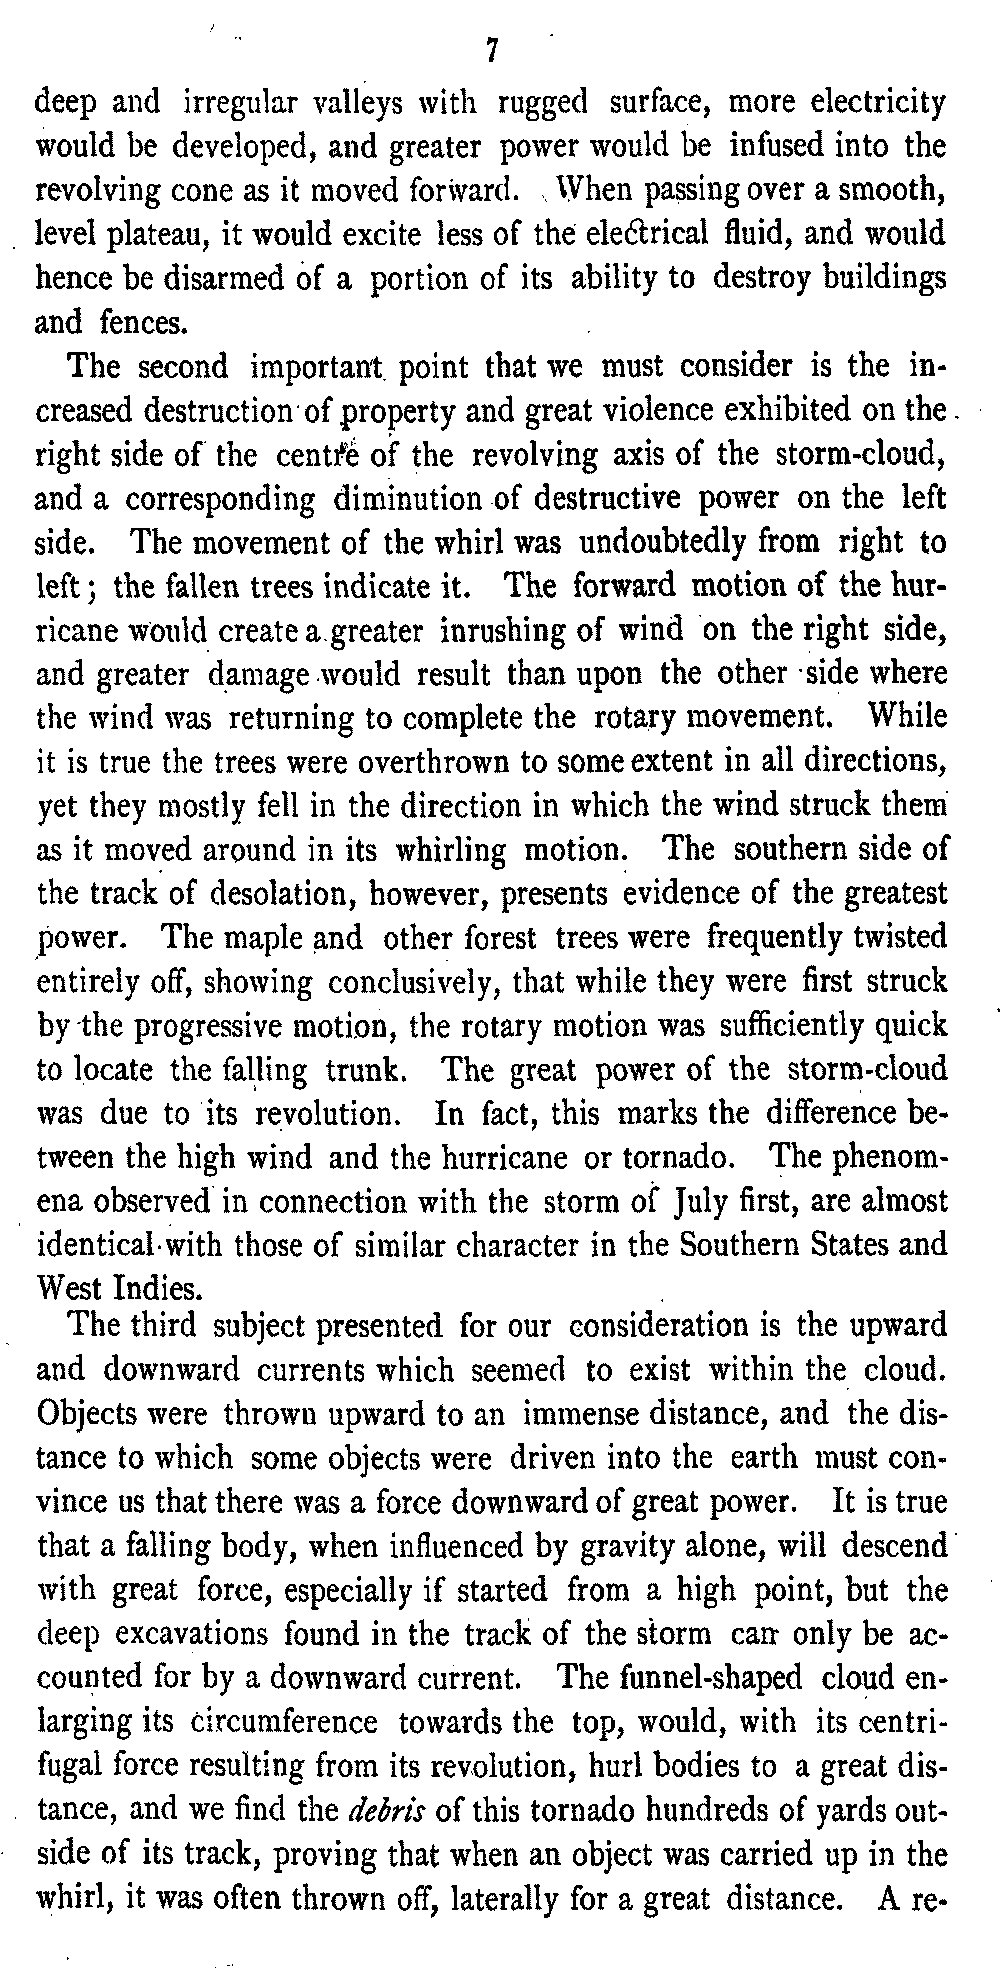 7
deep and irregular valleys with rugged surface, more electricity
would be developed, and greater power would be infused into the
revolving cone as it moved forward. When passing over a smooth,
level plateau, it would excite less of the electrical fluid, and would
hence be disarmed of a portion of its ability to destroy buildings
and fences.
The second important point that we must consider is the in-
creased destruction of property and great violence exhibited on the
right side of the centre of the revolving axis of the storm-cloud,
and a corresponding diminution of destructive power on the left
side. The movement of the whirl was undoubtedly from right to
left; the fallen trees indicate it. The forward motion of the hur-
ricane would create a greater inrushing of wind on the right side,
and greater damage would result than upon the other side where
the wind was returning to complete the rotary movement. While
it is true the trees were overthrown to some extent in all directions,
yet they mostly fell in the direction in which the wind struck them
as it moved around in its whirling motion. The southern side of
the track of desolation, however, presents evidence of the greatest
power. The maple and other forest trees were frequently twisted
entirely off, showing conclusively, that while they were first struck
by the progressive motion, the rotary motion was sufficiently quick
to locate the falling trunk. The great power of the storm-cloud
was due to its revolution. In fact, this marks the difference be-
tween the high wind and the hurricane or tornado. The phenom-
ena observed in connection with the storm of July first, are almost
identical with those of similar character in the Southern States and
West Indies.
The third subject presented for our consideration is the upward
and downward currents which seemed to exist within the cloud.
Objects were thrown upward to an immense distance, and the dis-
tance to which some objects were driven into the earth must con-
vince us that there was a force downward of great power. It is true
that a falling body, when influenced by gravity alone, will descend
with great force, especially if started from a high point, but the
deep excavations found in the track of the storm can only be ac-
counted for by a downward current. The funnel-shaped cloud en-
larging its circumference towards the top, would, with its centri-
fugal force resulting from its revolution, hurl bodies to a great dis-
tance, and we find the debris of this tornado hundreds of yards out-
side of its track, proving that when an object was carried up in the
whirl, it was often thrown off, laterally for a great distance. A re-